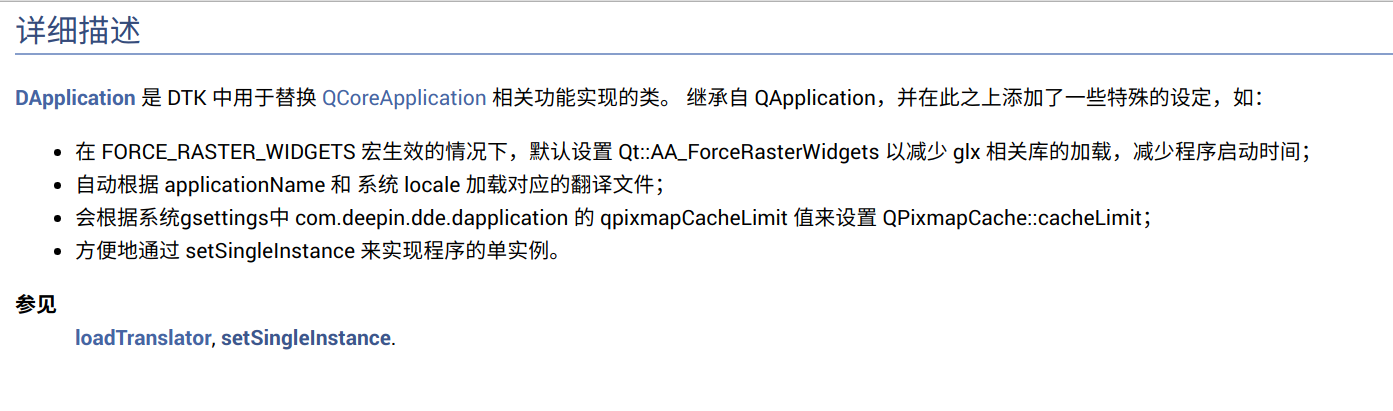 详细描述
DApplication 是 DTK 中用于替换 QCoreApplication 相关功能实现的类。 继承自 QApplication，并在此之上添加了一些特殊的设定，如：
• 在 FORCE_RASTER_WIDGETS 宏生效的情况下，默认设置 Qt::AA_ForceRasterWidgets 以减少 glx 相关库的加载，减少程序启动时间；
• 自动根据 applicationName 和 系统 locale 加载对应的翻译文件；
• 会根据系统gsettings中 com.deepin.dde.dapplication 的 qpixmapCacheLimit 值来设置 QPixmapCache::cacheLimit；
• 方便地通过 setSingleInstance 来实现程序的单实例。
参见
loadTranslator, setSingleInstance.